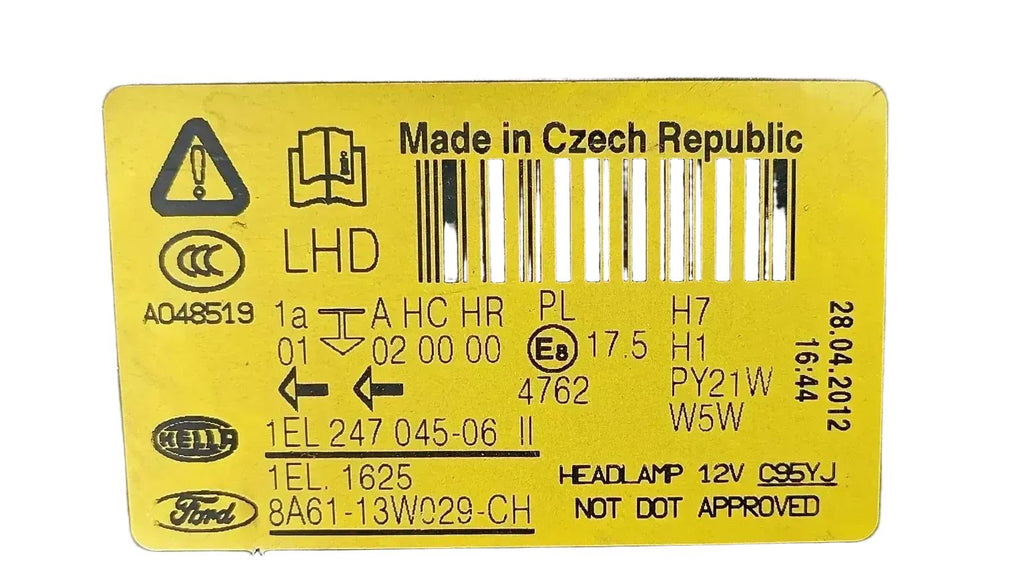 Made in Czech Republic
i
CCC
LHD
A048519
1a A HC HR PL H7
01 02 00 00 E8 17.5 H1
4762 PY21W
W5W
28.04.2012
16:44
HELLA 1EL 247 045-06 II
1EL. 1625 HEADLAMP 12V C95YJ
Ford 8A61-13W029-CH NOT DOT APPROVED